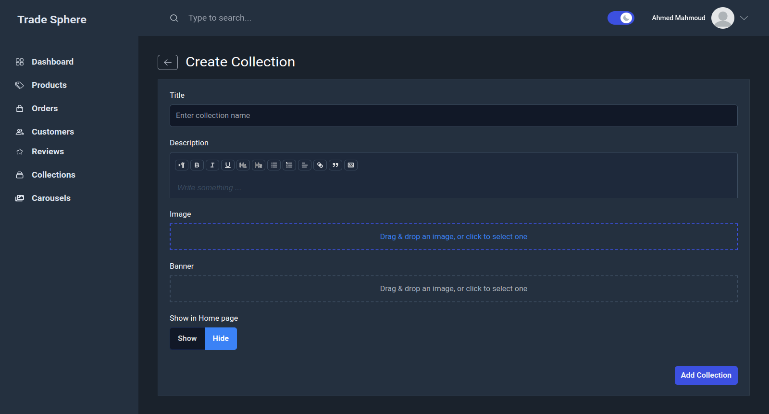 Trade Sphere
Type to search...
Ahmed Mahmoud
Dashboard
Products
Orders
Customers
Reviews
Collections
Carousels
Create Collection
Title
Enter collection name
Description
B I U H1 H2
Write something...
Image
Drag & drop an image, or click to select one
Banner
Drag & drop an image, or click to select one
Show in Home page
Show Hide
Add Collection